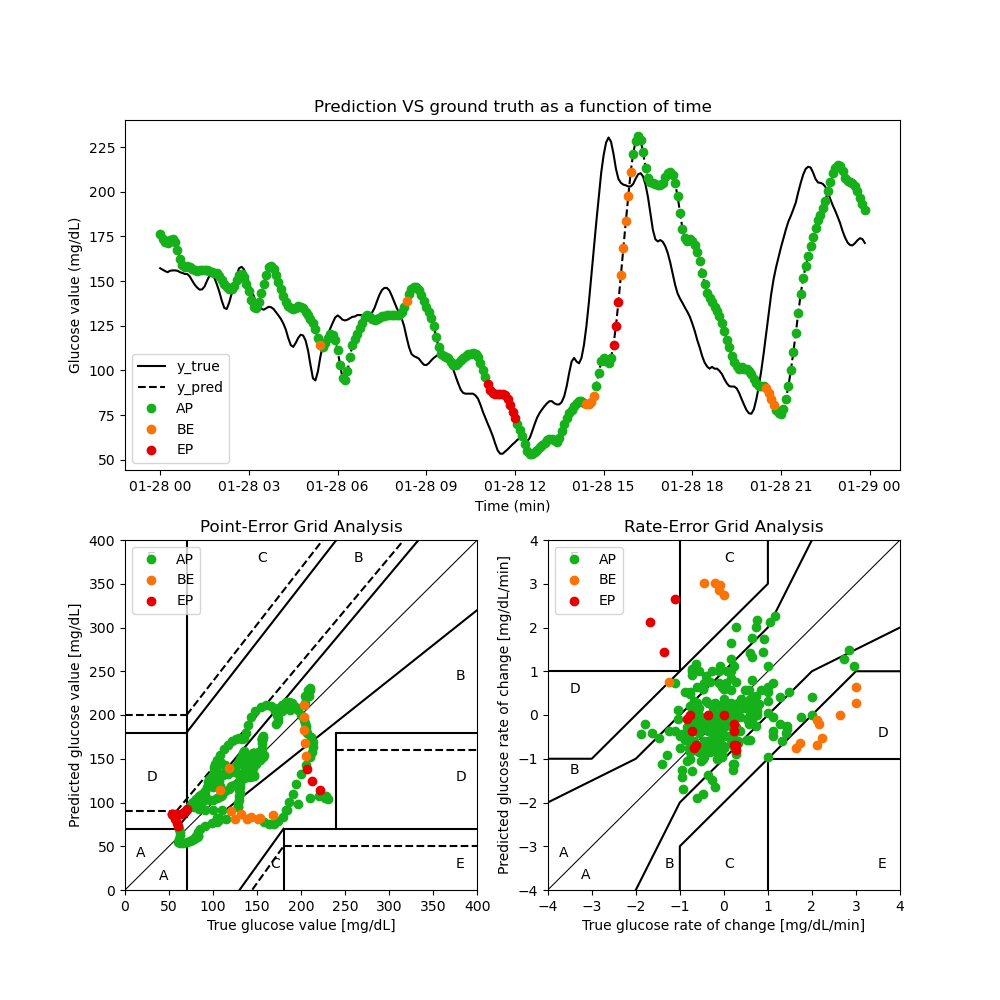 Prediction VS ground truth as a function of time
Glucose value (mg/dL)
225
200
175
150
125
100
75
50
y_true
y_pred
AP
BE
EP
01-28 00 01-28 03 01-28 06 01-28 09 01-28 12 01-28 15 01-28 18 01-28 21 01-29 00
Time (min)
Point-Error Grid Analysis
Predicted glucose value [mg/dL]
400
350
300
250
200
150
100
50
0
AP
BE
EP
C B
B
D D
A
A C E
0 50 100 150 200 250 300 350 400
True glucose value [mg/dL]
Rate-Error Grid Analysis
Predicted glucose rate of change [mg/dL/min]
4
3
2
1
0
−1
−2
−3
−4
AP
BE
EP
C
D
D
B
A
A B C E
−4 −3 −2 −1 0 1 2 3 4
True glucose rate of change [mg/dL/min]